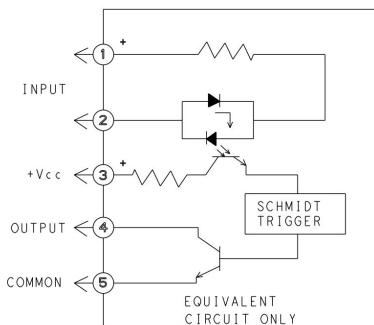 1 +
INPUT
2
3 +
+Vcc
SCHMIDT
TRIGGER
OUTPUT 4
COMMON 5
EQUIVALENT
CIRCUIT ONLY